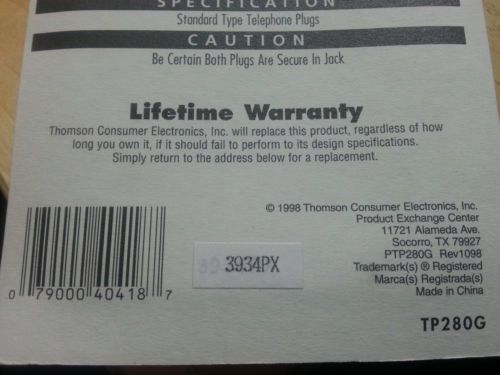 SPECIFICATION
Standard Type Telephone Plugs
CAUTION
Be Certain Both Plugs Are Secure In Jack
Lifetime Warranty
Thomson Consumer Electronics, Inc. will replace this product, regardless of how
long you own it, if it should fail to perform to its design specifications.
Simply return to the address below for a replacement.
© 1998 Thomson Consumer Electronics, Inc.
Product Exchange Center
11721 Alameda Ave.
Socorro, TX 79927
PTP280G Rev1098
Trademark(s) ® Registered
Marca(s) Registrada(s)
Made in China
39 3934PX
0 79000 40418 7
TP280G